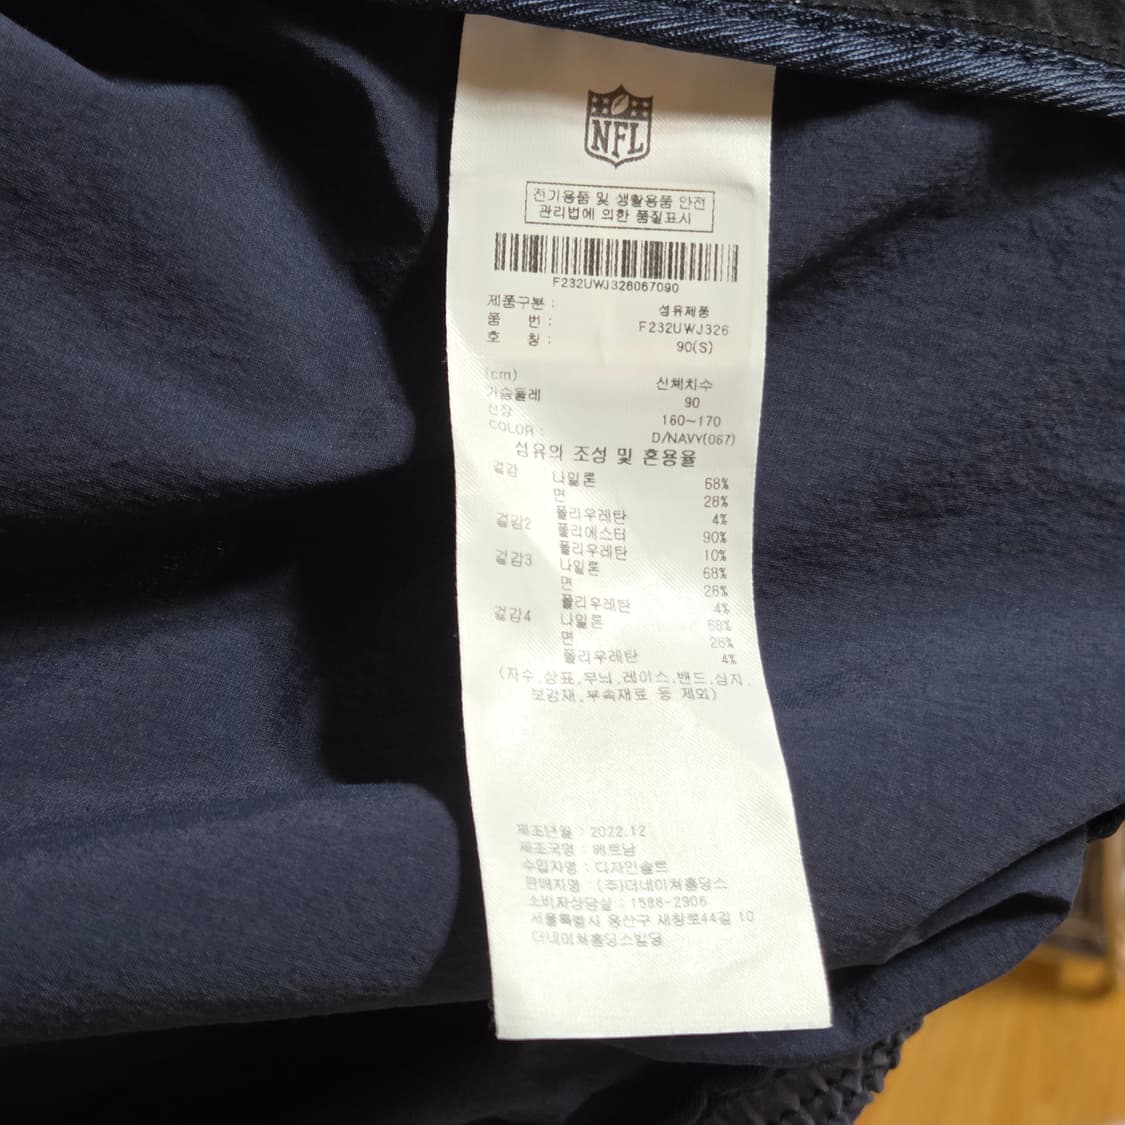 NFL
전기용품 및 생활용품 안전
관리법에 의한 품질표시
F232UWJ326067090
제품구분 : 섬유제품
품 번 : F232UWJ326
호 칭 : 90(S)
(cm) 신체치수
가슴둘레 90
신장 160~170
COLOR : D/NAVY(067)
섬유의 조성 및 혼용율
겉감 나일론 68%
면 28%
폴리우레탄 4%
겉감2 폴리에스터 90%
폴리우레탄 10%
겉감3 나일론 68%
면 28%
폴리우레탄 4%
겉감4 나일론 68%
면 28%
폴리우레탄 4%
(자수,상표,무늬,레이스,밴드,심지,
보강재,부속재료 등 제외)
제조년월 : 2022.12
제조국명 : 베트남
수입자명 : 디자인솔트
판매자명 : (주)더네이쳐홀딩스
소비자상담실 : 1588-2906
서울특별시 용산구 새창로44길 10
더네이쳐홀딩스빌딩